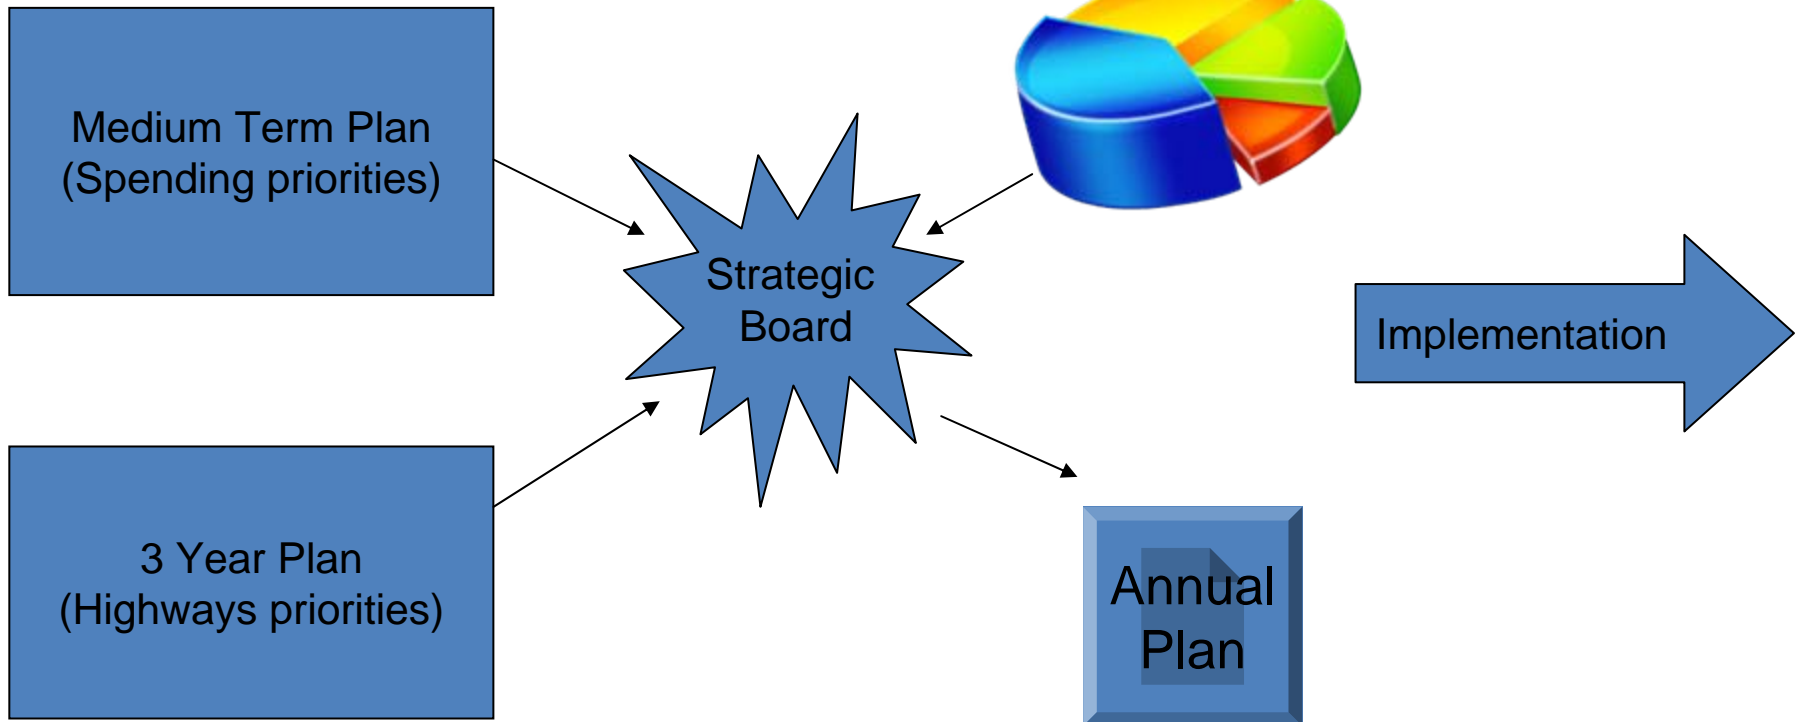 Medium Term Plan
(Spending priorities)
Strategic
Board
Implementation
3 Year Plan
(Highways priorities)
Annual
Plan